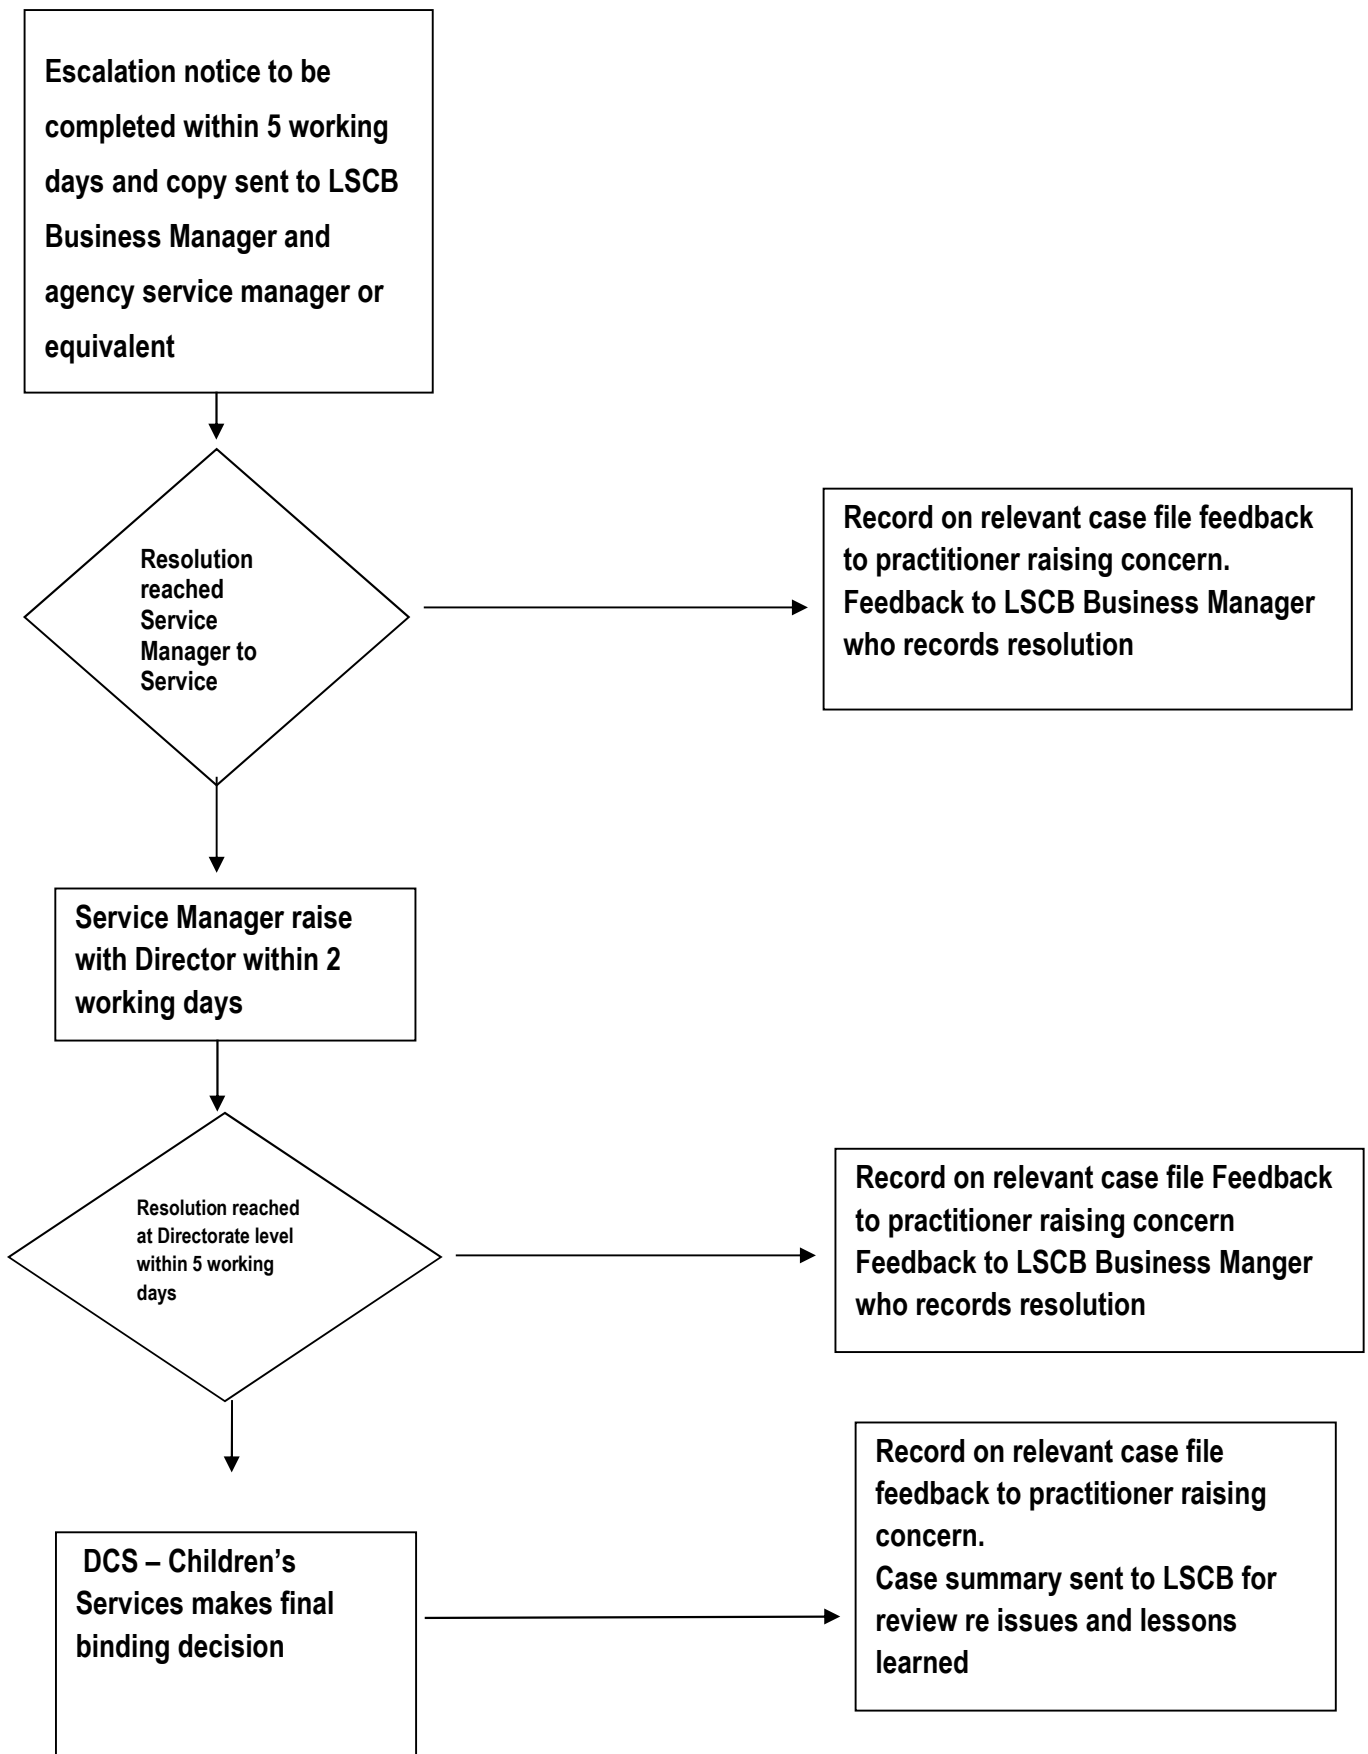 Escalation notice to be
completed within 5 working
days and copy sent to LSCB
Business Manager and
agency service manager or
equivalent
Resolution
reached
Service
Manager to
Service
Record on relevant case file feedback
to practitioner raising concern.
Feedback to LSCB Business Manager
who records resolution
Service Manager raise
with Director within 2
working days
Resolution reached
at Directorate level
within 5 working
days
Record on relevant case file Feedback
to practitioner raising concern
Feedback to LSCB Business Manger
who records resolution
DCS – Children’s
Services makes final
binding decision
Record on relevant case file
feedback to practitioner raising
concern.
Case summary sent to LSCB for
review re issues and lessons
learned